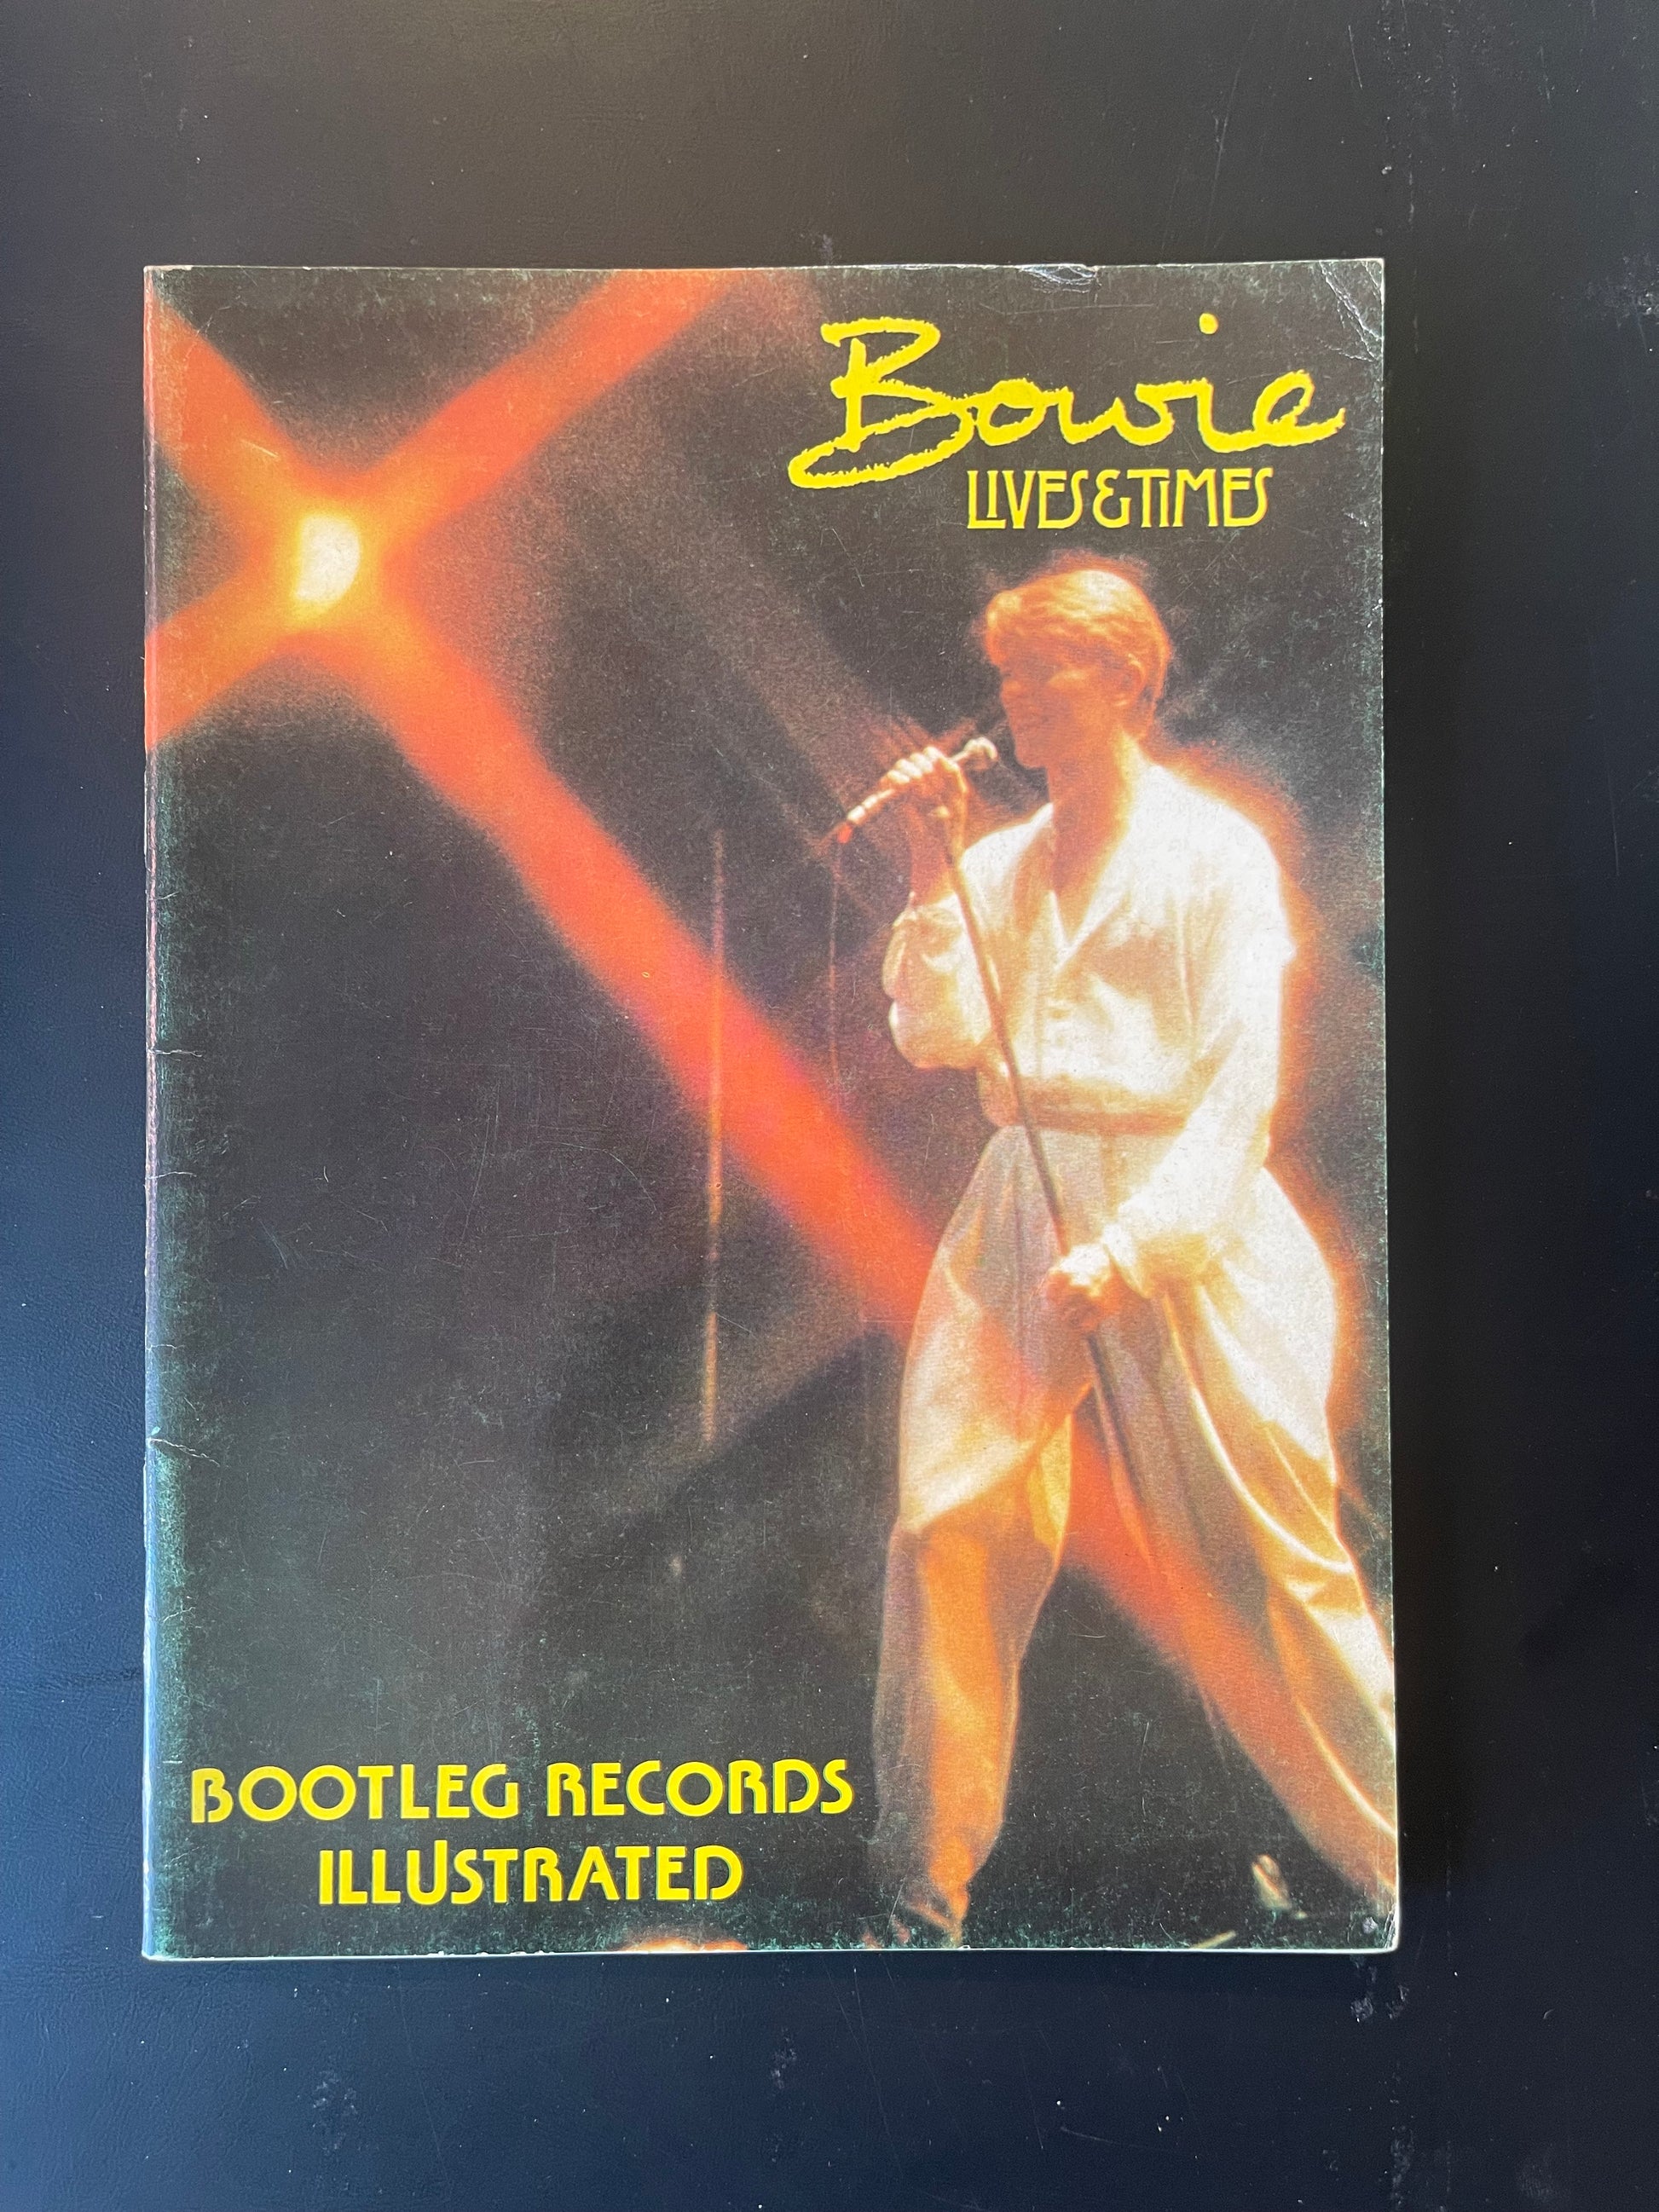 Bowie
LIVES & TIMES
BOOTLEG RECORDS
ILLUSTRATED